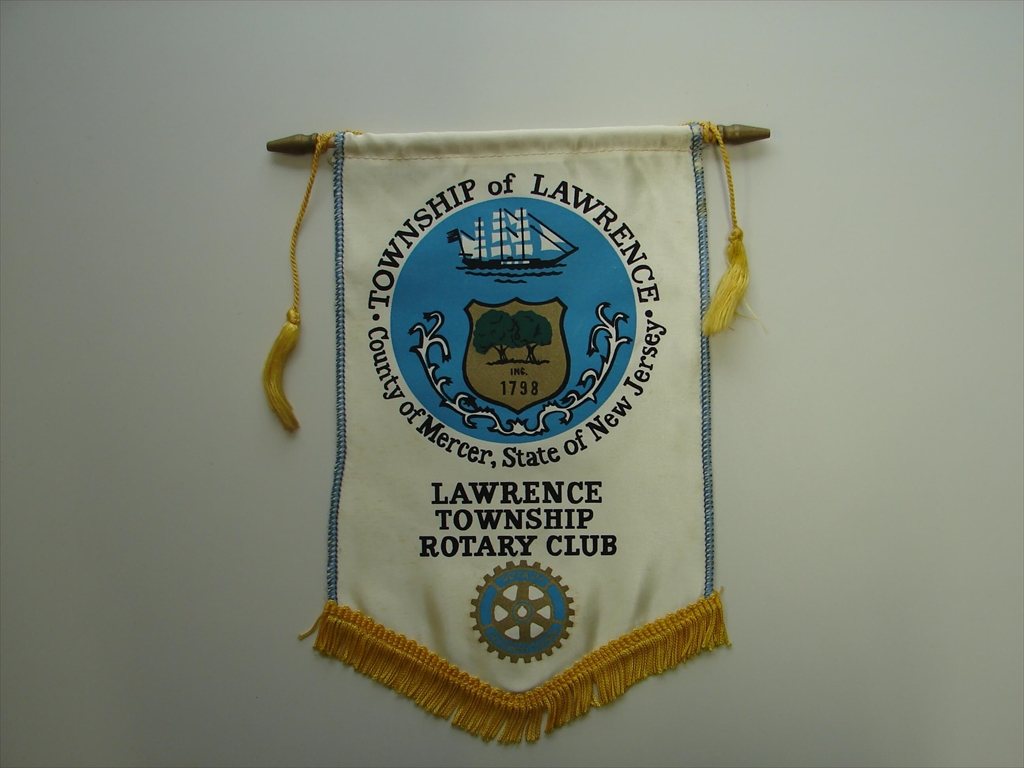 •TOWNSHIP of LAWRENCE•
County of Mercer, State of New Jersey
INC.
1798
LAWRENCE
TOWNSHIP
ROTARY CLUB